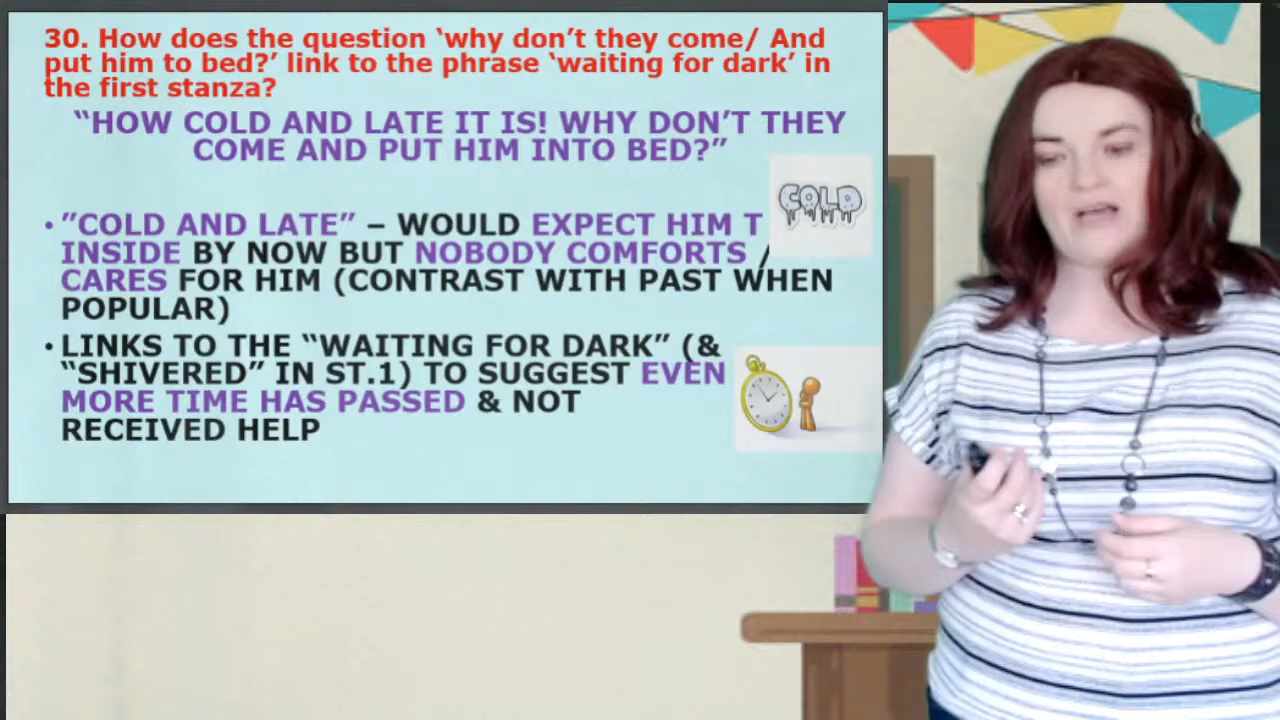 30. How does the question ‘why don’t they come/ And
put him to bed?’ link to the phrase ‘waiting for dark’ in
the first stanza?
“HOW COLD AND LATE IT IS! WHY DON’T THEY
COME AND PUT HIM INTO BED?”
• ”COLD AND LATE” – WOULD EXPECT HIM T
INSIDE BY NOW BUT NOBODY COMFORTS /
CARES FOR HIM (CONTRAST WITH PAST WHEN
POPULAR)
• LINKS TO THE “WAITING FOR DARK” (&
“SHIVERED” IN ST.1) TO SUGGEST EVEN
MORE TIME HAS PASSED & NOT
RECEIVED HELP
COLD